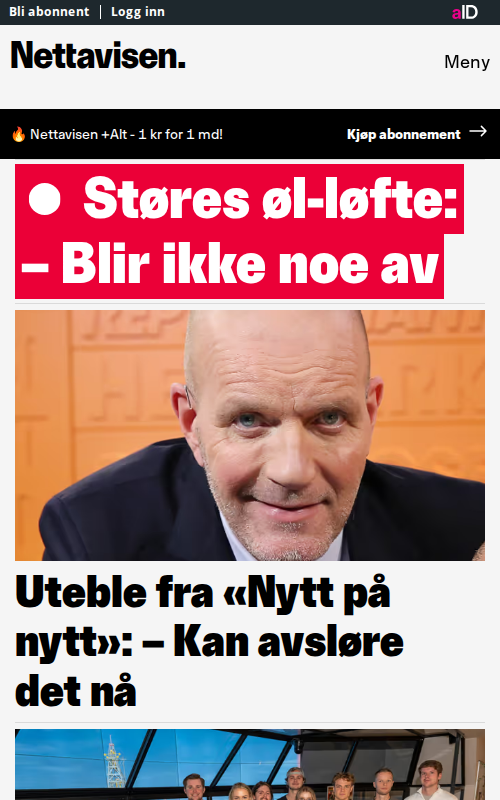 Bli abonnent | Logg inn
aID
Nettavisen.
Meny
🔥 Nettavisen +Alt - 1 kr for 1 md!
Kjøp abonnement →
● Støres øl-løfte:
– Blir ikke noe av
Uteble fra «Nytt på
nytt»: – Kan avsløre
det nå